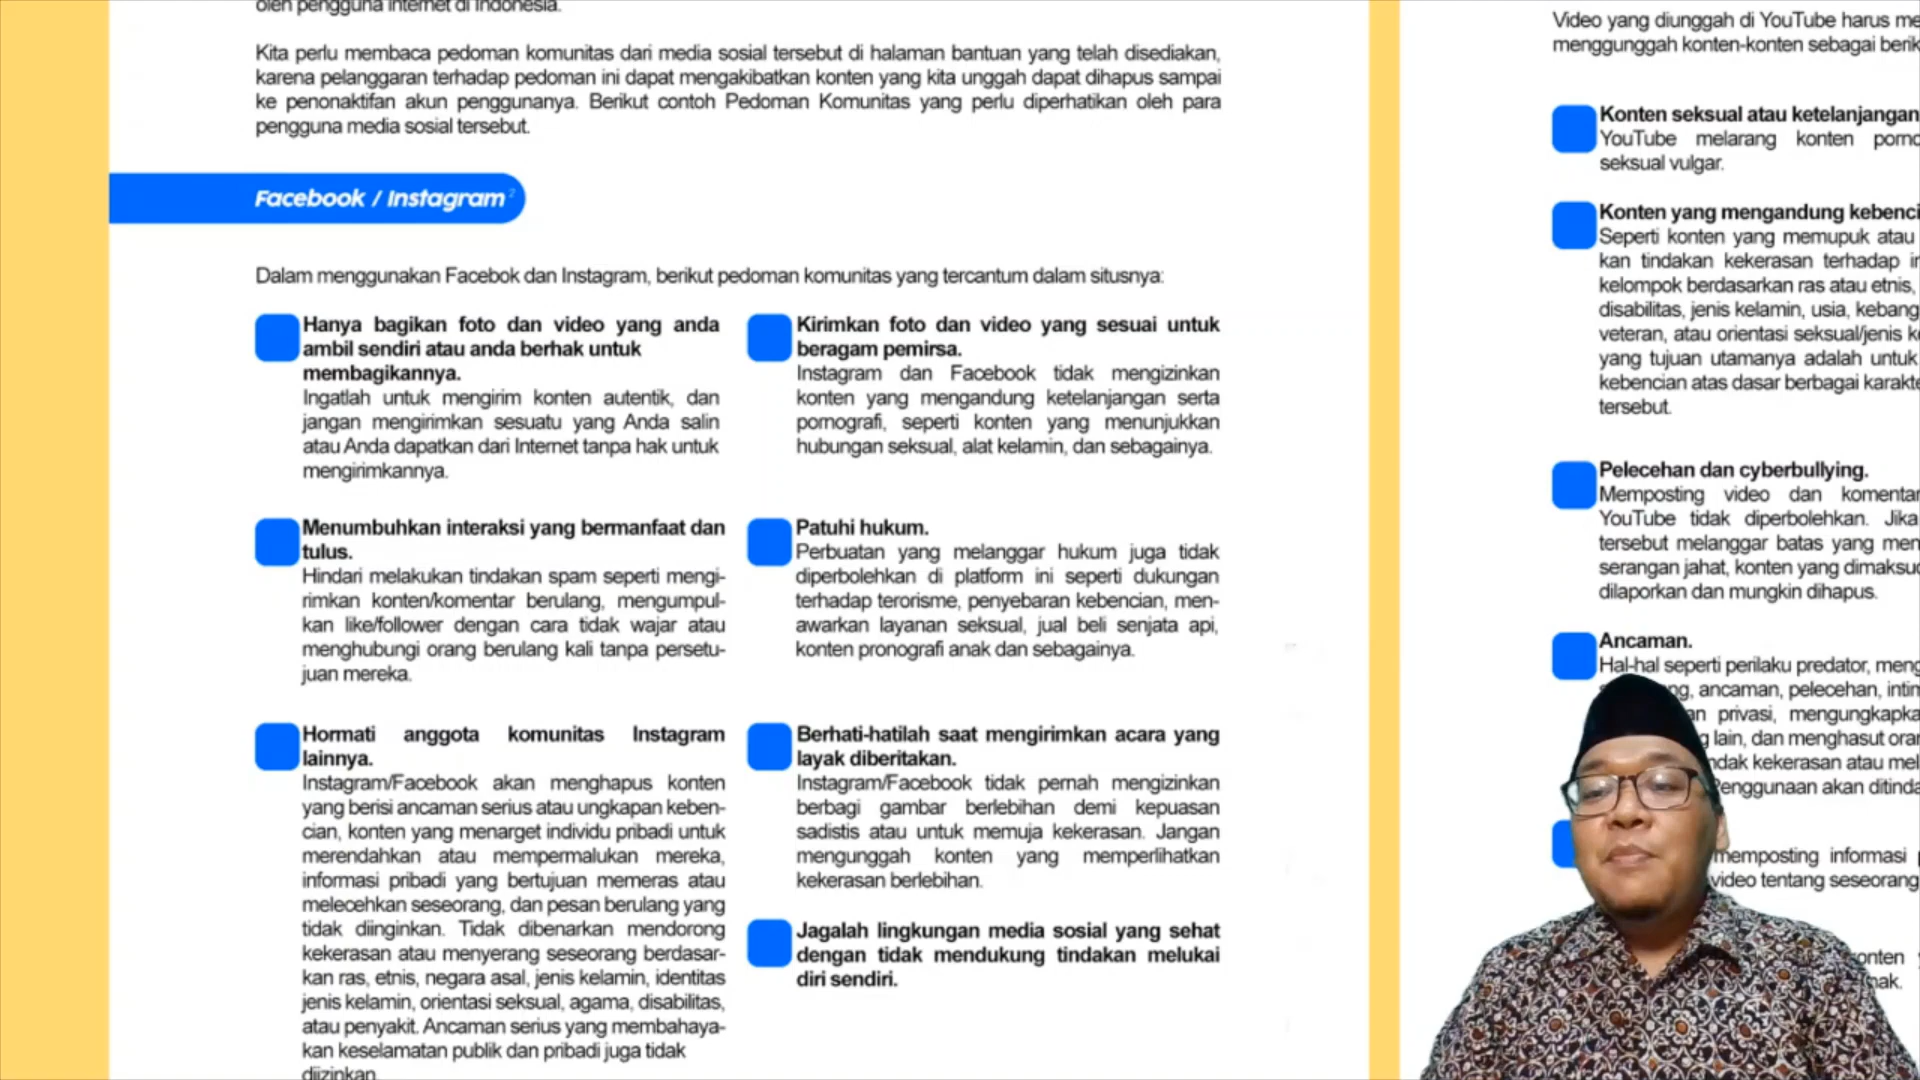 oleh pengguna internet di Indonesia.
Kita perlu membaca pedoman komunitas dari media sosial tersebut di halaman bantuan yang telah disediakan,
karena pelanggaran terhadap pedoman ini dapat mengakibatkan konten yang kita unggah dapat dihapus sampai
ke penonaktifan akun penggunanya. Berikut contoh Pedoman Komunitas yang perlu diperhatikan oleh para
pengguna media sosial tersebut.
Facebook / Instagram 2
Dalam menggunakan Facebok dan Instagram, berikut pedoman komunitas yang tercantum dalam situsnya:
Hanya bagikan foto dan video yang anda
ambil sendiri atau anda berhak untuk
membagikannya.
Ingatlah untuk mengirim konten autentik, dan
jangan mengirimkan sesuatu yang Anda salin
atau Anda dapatkan dari Internet tanpa hak untuk
mengirimkannya.
Menumbuhkan interaksi yang bermanfaat dan
tulus.
Hindari melakukan tindakan spam seperti mengi-
rimkan konten/komentar berulang, mengumpul-
kan like/follower dengan cara tidak wajar atau
menghubungi orang berulang kali tanpa persetu-
juan mereka.
Hormati anggota komunitas Instagram
lainnya.
Instagram/Facebook akan menghapus konten
yang berisi ancaman serius atau ungkapan keben-
cian, konten yang menarget individu pribadi untuk
merendahkan atau mempermalukan mereka,
informasi pribadi yang bertujuan memeras atau
melecehkan seseorang, dan pesan berulang yang
tidak diinginkan. Tidak dibenarkan mendorong
kekerasan atau menyerang seseorang berdasar-
kan ras, etnis, negara asal, jenis kelamin, identitas
jenis kelamin, orientasi seksual, agama, disabilitas,
atau penyakit. Ancaman serius yang membahaya-
kan keselamatan publik dan pribadi juga tidak
diizinkan.
Kirimkan foto dan video yang sesuai untuk
beragam pemirsa.
Instagram dan Facebook tidak mengizinkan
konten yang mengandung ketelanjangan serta
pornografi, seperti konten yang menunjukkan
hubungan seksual, alat kelamin, dan sebagainya.
Patuhi hukum.
Perbuatan yang melanggar hukum juga tidak
diperbolehkan di platform ini seperti dukungan
terhadap terorisme, penyebaran kebencian, men-
awarkan layanan seksual, jual beli senjata api,
konten pronografi anak dan sebagainya.
Berhati-hatilah saat mengirimkan acara yang
layak diberitakan.
Instagram/Facebook tidak pernah mengizinkan
berbagi gambar berlebihan demi kepuasan
sadistis atau untuk memuja kekerasan. Jangan
mengunggah konten yang memperlihatkan
kekerasan berlebihan.
Jagalah lingkungan media sosial yang sehat
dengan tidak mendukung tindakan melukai
diri sendiri.
Video yang diunggah di YouTube harus
menggunggah konten-konten sebagai
Konten seksual atau ketelanjangan
YouTube melarang konten
seksual vulgar.
Konten yang mengandung
Seperti konten yang memupuk atau
kan tindakan kekerasan terhadap
kelompok berdasarkan ras atau etnis,
disabilitas, jenis kelamin, usia,
veteran, atau orientasi seksual/jenis
yang tujuan utamanya adalah untuk
kebencian atas dasar berbagai
tersebut.
Pelecehan dan cyberbullying.
Memposting video dan
YouTube tidak diperbolehkan. Jika
tersebut melanggar batas yang
serangan jahat, konten yang
dilaporkan dan mungkin dihapus.
Ancaman.
Hal-hal seperti perilaku predator,
ancaman, pelecehan,
privasi,
lain, dan menghasut
kekerasan atau
Penggunaan akan
memposting informasi
video tentang seseorang